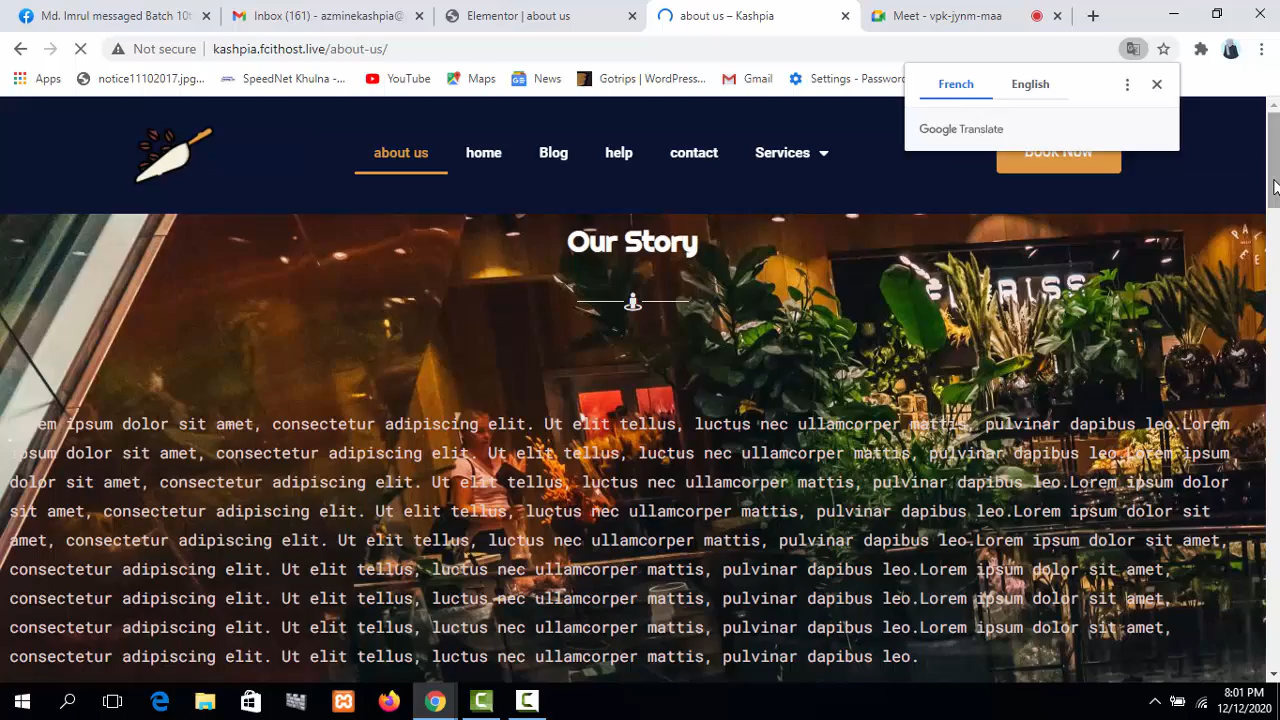 Md. Imrul messaged Batch 10t
Inbox (161) - azminekashpia@
Elementor | about us
about us – Kashpia
Meet - vpk-jynm-maa
Not secure
kashpia.fcithost.live/about-us/
Apps
notice11102017.jpg...
SpeedNet Khulna -...
YouTube
Maps
News
Gotrips | WordPress...
Gmail
Settings - Password
French
English
Google Translate
about us
home
Blog
help
contact
Services
BOOK NOW
Our Story
Lorem ipsum dolor sit amet, consectetur adipiscing elit. Ut elit tellus, luctus nec ullamcorper mattis, pulvinar dapibus leo.Lorem
ipsum dolor sit amet, consectetur adipiscing elit. Ut elit tellus, luctus nec ullamcorper mattis, pulvinar dapibus leo.Lorem ipsum
dolor sit amet, consectetur adipiscing elit. Ut elit tellus, luctus nec ullamcorper mattis, pulvinar dapibus leo.Lorem ipsum dolor
sit amet, consectetur adipiscing elit. Ut elit tellus, luctus nec ullamcorper mattis, pulvinar dapibus leo.Lorem ipsum dolor sit
amet, consectetur adipiscing elit. Ut elit tellus, luctus nec ullamcorper mattis, pulvinar dapibus leo.Lorem ipsum dolor sit amet,
consectetur adipiscing elit. Ut elit tellus, luctus nec ullamcorper mattis, pulvinar dapibus leo.Lorem ipsum dolor sit amet,
consectetur adipiscing elit. Ut elit tellus, luctus nec ullamcorper mattis, pulvinar dapibus leo.Lorem ipsum dolor sit amet,
consectetur adipiscing elit. Ut elit tellus, luctus nec ullamcorper mattis, pulvinar dapibus leo.Lorem ipsum dolor sit amet,
consectetur adipiscing elit. Ut elit tellus, luctus nec ullamcorper mattis, pulvinar dapibus leo.
8:01 PM
12/12/2020